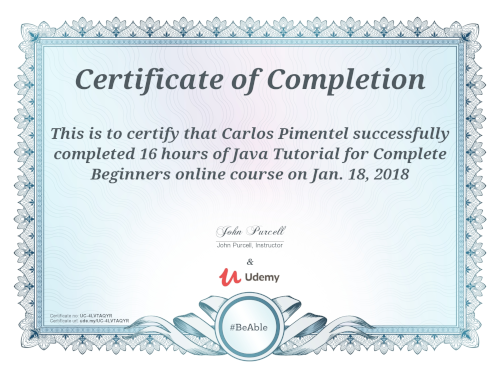 Certificate of Completion
This is to certify that Carlos Pimentel successfully
completed 16 hours of Java Tutorial for Complete
Beginners online course on Jan. 18, 2018
John Purcell
John Purcell, Instructor
&
Udemy
Certificate no: UC-4LVTAQYR
Certificate url: ude.my/UC-4LVTAQYR
#BeAble